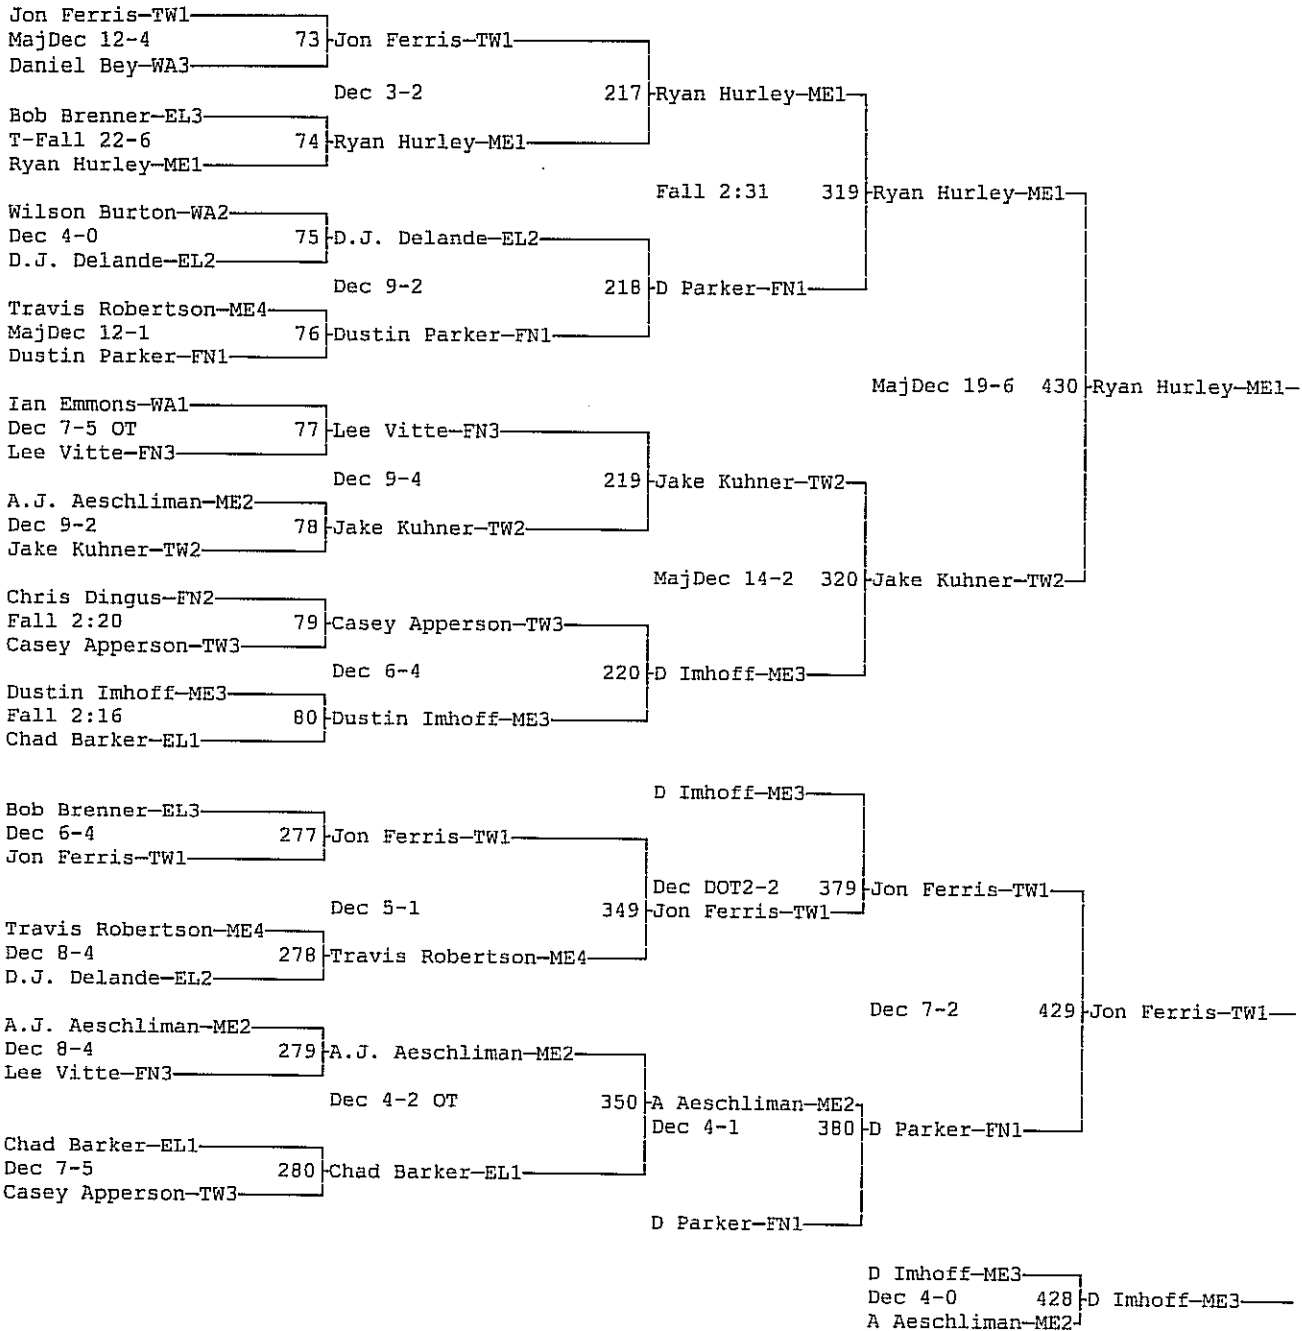 Jon Ferris—TW1
MajDec 12-4 73 Jon Ferris—TW1
Daniel Bey—WA3
Dec 3-2 217 Ryan Hurley—ME1
Bob Brenner—EL3
T-Fall 22-6 74 Ryan Hurley—ME1
Ryan Hurley—ME1
Fall 2:31 319 Ryan Hurley—ME1
Wilson Burton—WA2
Dec 4-0 75 D.J. Delande—EL2
D.J. Delande—EL2
Dec 9-2 218 D Parker—FN1
Travis Robertson—ME4
MajDec 12-1 76 Dustin Parker—FN1
Dustin Parker—FN1
MajDec 19-6 430 Ryan Hurley—ME1
Ian Emmons—WA1
Dec 7-5 OT 77 Lee Vitte—FN3
Lee Vitte—FN3
Dec 9-4 219 Jake Kuhner—TW2
A.J. Aeschliman—ME2
Dec 9-2 78 Jake Kuhner—TW2
Jake Kuhner—TW2
MajDec 14-2 320 Jake Kuhner—TW2
Chris Dingus—FN2
Fall 2:20 79 Casey Apperson—TW3
Casey Apperson—TW3
Dec 6-4 220 D Imhoff—ME3
Dustin Imhoff—ME3
Fall 2:16 80 Dustin Imhoff—ME3
Chad Barker—EL1
D Imhoff—ME3
Bob Brenner—EL3
Dec 6-4 277 Jon Ferris—TW1
Jon Ferris—TW1
Dec DOT2-2 379 Jon Ferris—TW1
Dec 5-1 349 Jon Ferris—TW1
Travis Robertson—ME4
Dec 8-4 278 Travis Robertson—ME4
D.J. Delande—EL2
Dec 7-2 429 Jon Ferris—TW1
A.J. Aeschliman—ME2
Dec 8-4 279 A.J. Aeschliman—ME2
Lee Vitte—FN3
Dec 4-2 OT 350 A Aeschliman—ME2
Dec 4-1 380 D Parker—FN1
Chad Barker—EL1
Dec 7-5 280 Chad Barker—EL1
Casey Apperson—TW3
D Parker—FN1
D Imhoff—ME3
Dec 4-0 428 D Imhoff—ME3
A Aeschliman—ME2